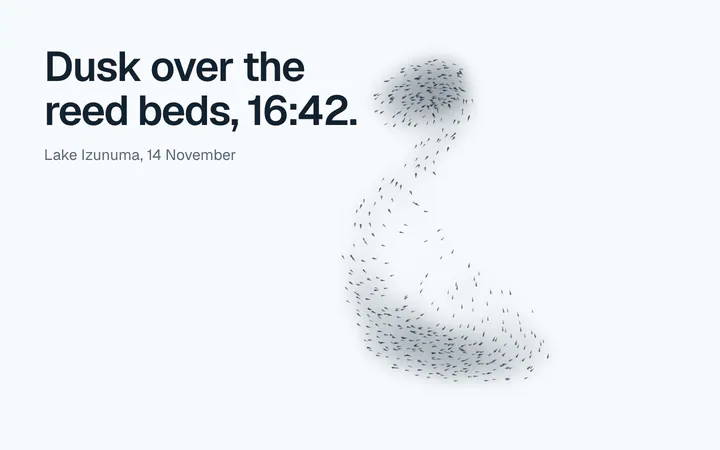 Dusk over the
reed beds, 16:42.
Lake Izunuma, 14 November